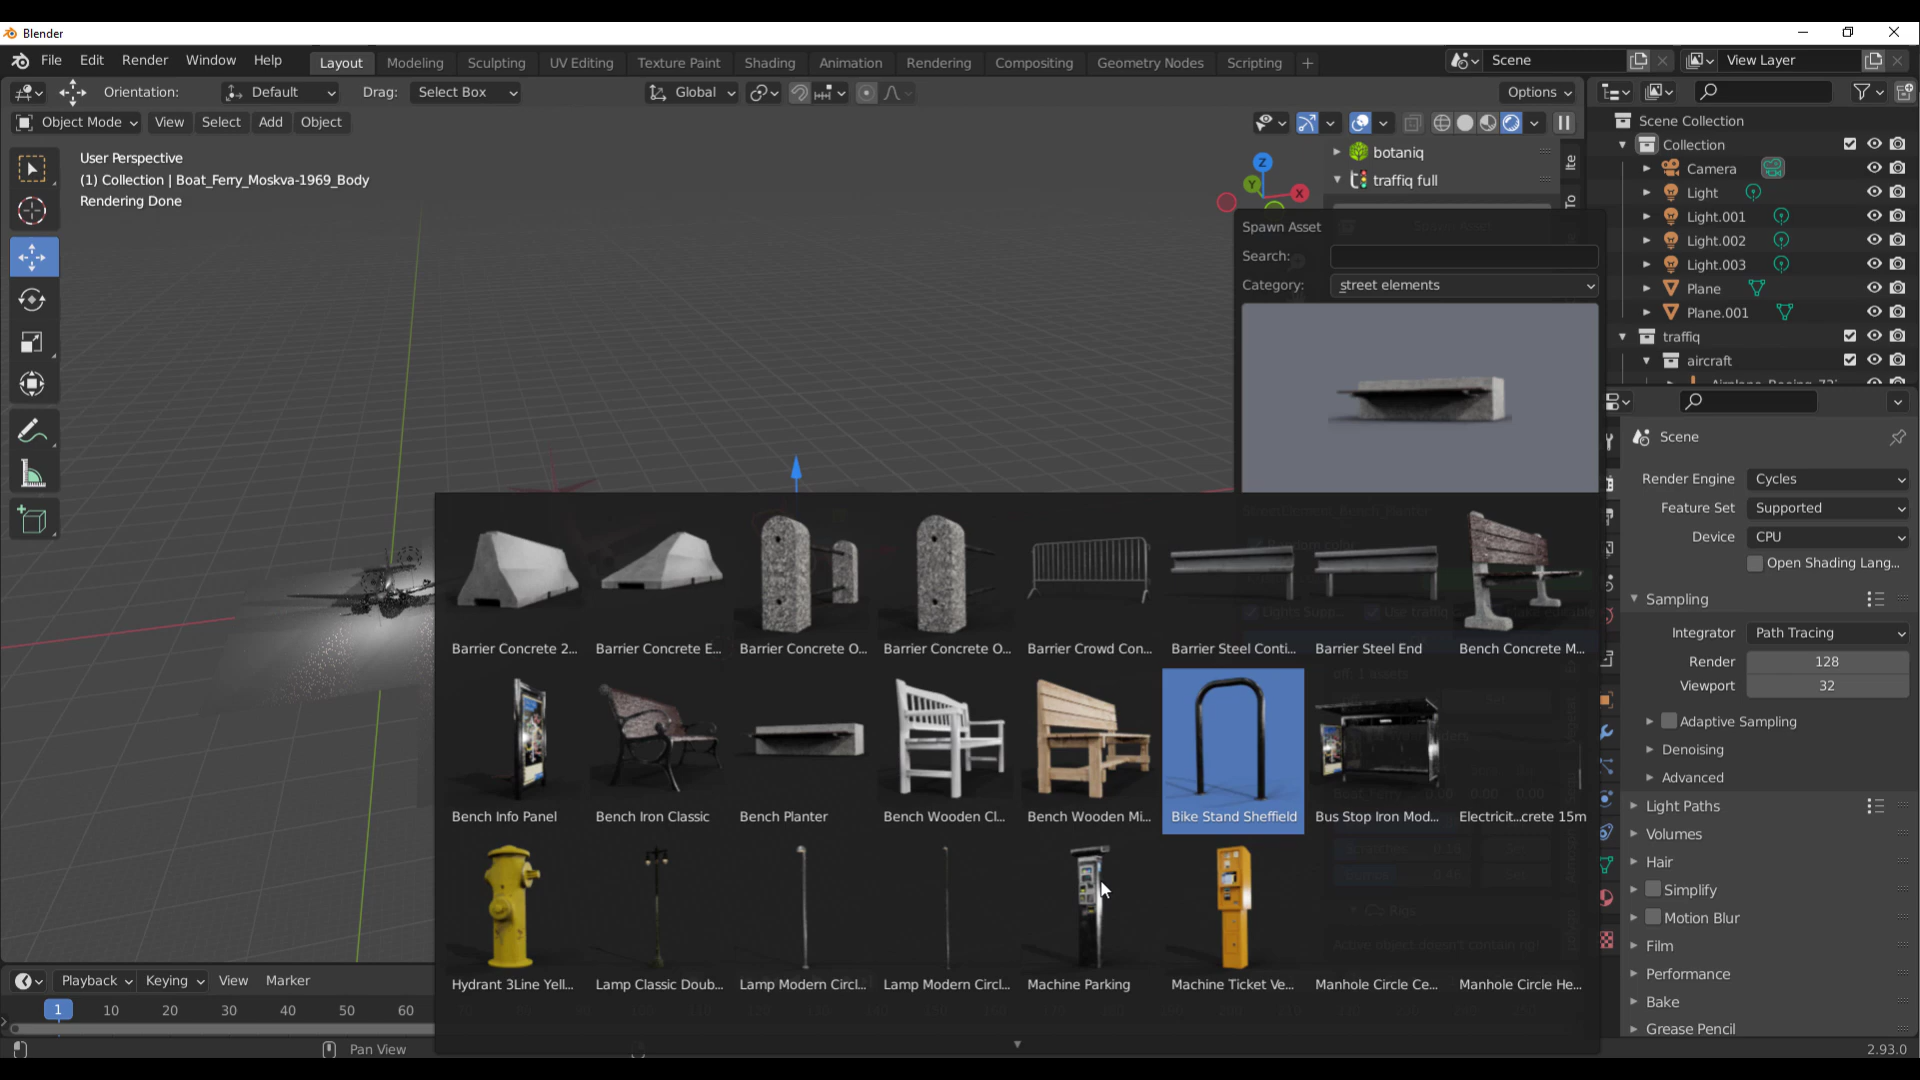 Blender
File Edit Render Window Help
Layout Modeling Sculpting UV Editing Texture Paint Shading Animation Rendering Compositing Geometry Nodes Scripting +
Scene
View Layer
Orientation: Default Drag: Select Box
Global
Options
Object Mode View Select Add Object
User Perspective
(1) Collection | Boat_Ferry_Moskva-1969_Body
Rendering Done
Z
Y
X
botaniq
traffiq full
Ite
To
Spawn Asset
Search:
Category: street elements
Barrier Concrete 2...
Barrier Concrete E...
Barrier Concrete O...
Barrier Concrete O...
Barrier Crowd Con...
Barrier Steel Conti...
Barrier Steel End
Bench Concrete M...
Bench Info Panel
Bench Iron Classic
Bench Planter
Bench Wooden Cl...
Bench Wooden Mi...
Bike Stand Sheffield
Bus Stop Iron Mod...
Electricit...crete 15m
Hydrant 3Line Yell...
Lamp Classic Doub...
Lamp Modern Circl...
Lamp Modern Circl...
Machine Parking
Machine Ticket Ve...
Manhole Circle Ce...
Manhole Circle He...
Rigs
Active object doesn't contain rig!
Scene Collection
Collection
Camera
Light
Light.001
Light.002
Light.003
Plane
Plane.001
traffiq
aircraft
Scene
Render Engine Cycles
Feature Set Supported
Device CPU
Open Shading Lang...
Sampling
Integrator Path Tracing
Render 128
Viewport 32
Adaptive Sampling
Denoising
Advanced
Light Paths
Volumes
Hair
Simplify
Motion Blur
Film
Performance
Bake
Grease Pencil
Playback Keying View Marker
1 10 20 30 40 50 60
Pan View
2.93.0